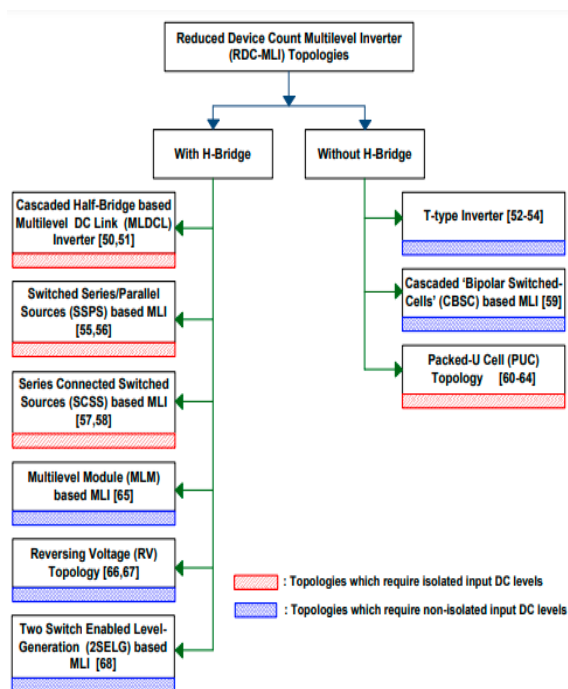 Reduced Device Count Multilevel Inverter
(RDC-MLI) Topologies
With H-Bridge
Without H-Bridge
Cascaded Half-Bridge based
Multilevel DC Link (MLDCL)
Inverter [50,51]
Switched Series/Parallel
Sources (SSPS) based MLI
[55,56]
Series Connected Switched
Sources (SCSS) based MLI
[57,58]
Multilevel Module (MLM)
based MLI [65]
Reversing Voltage (RV)
Topology [66,67]
Two Switch Enabled Level-
Generation (2SELG) based
MLI [68]
T-type Inverter [52-54]
Cascaded ‘Bipolar Switched-
Cells’ (CBSC) based MLI [59]
Packed-U Cell (PUC)
Topology [60-64]
: Topologies which require isolated input DC levels
: Topologies which require non-isolated input DC levels